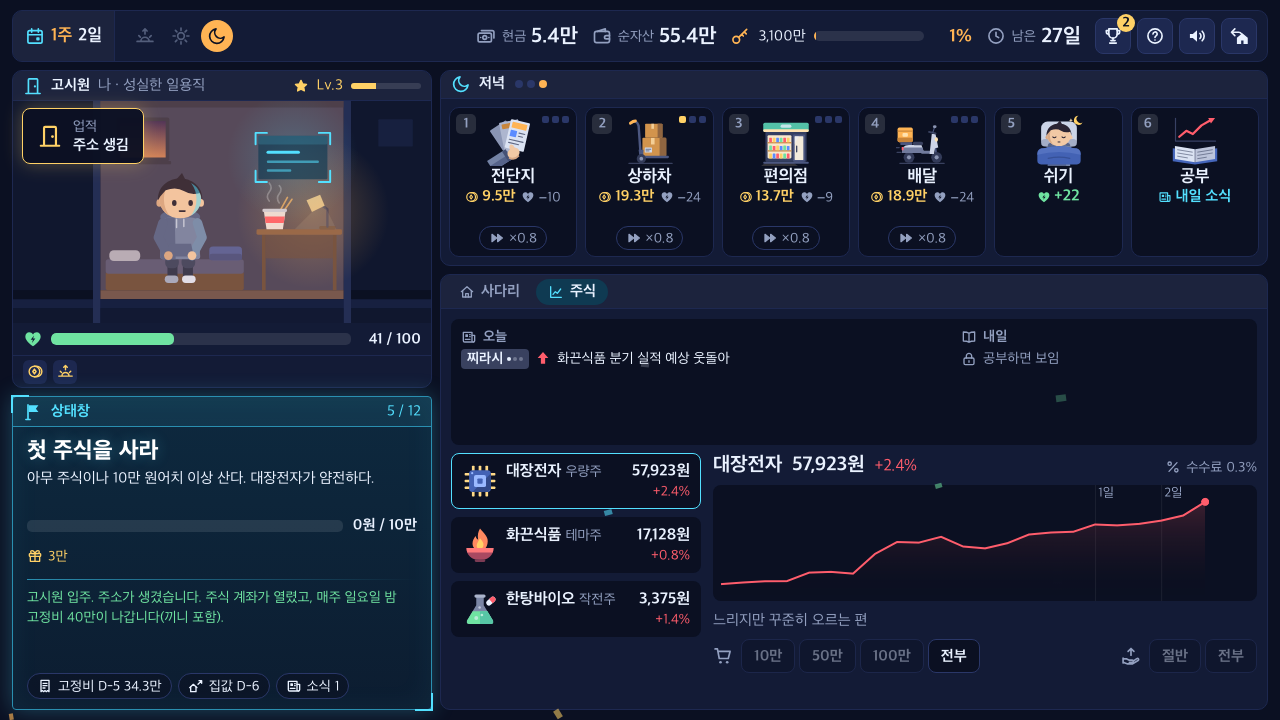 1주 2일
현금 5.4만
순자산 55.4만
3,100만
1%
남은 27일
2
고시원 나 · 성실한 일용직
Lv.3
업적
주소 생김
41 / 100
상태창
5 / 12
첫 주식을 사라
아무 주식이나 10만 원어치 이상 산다. 대장전자가 얌전하다.
0원 / 10만
3만
고시원 입주. 주소가 생겼습니다. 주식 계좌가 열렸고, 매주 일요일 밤
고정비 40만이 나갑니다(끼니 포함).
고정비 D-5 34.3만
집값 D-6
소식 1
저녁
1
전단지
9.5만 −10
×0.8
2
상하차
19.3만 −24
×0.8
3
편의점
13.7만 −9
×0.8
4
배달
18.9만 −24
×0.8
5
쉬기
+22
6
공부
내일 소식
사다리
주식
오늘
찌라시
화끈식품 분기 실적 예상 웃돌아
내일
공부하면 보임
대장전자 우량주 57,923원
+2.4%
화끈식품 테마주 17,128원
+0.8%
한탕바이오 작전주 3,375원
+1.4%
대장전자 57,923원 +2.4%
수수료 0.3%
1일
2일
느리지만 꾸준히 오르는 편
10만
50만
100만
전부
절반
전부